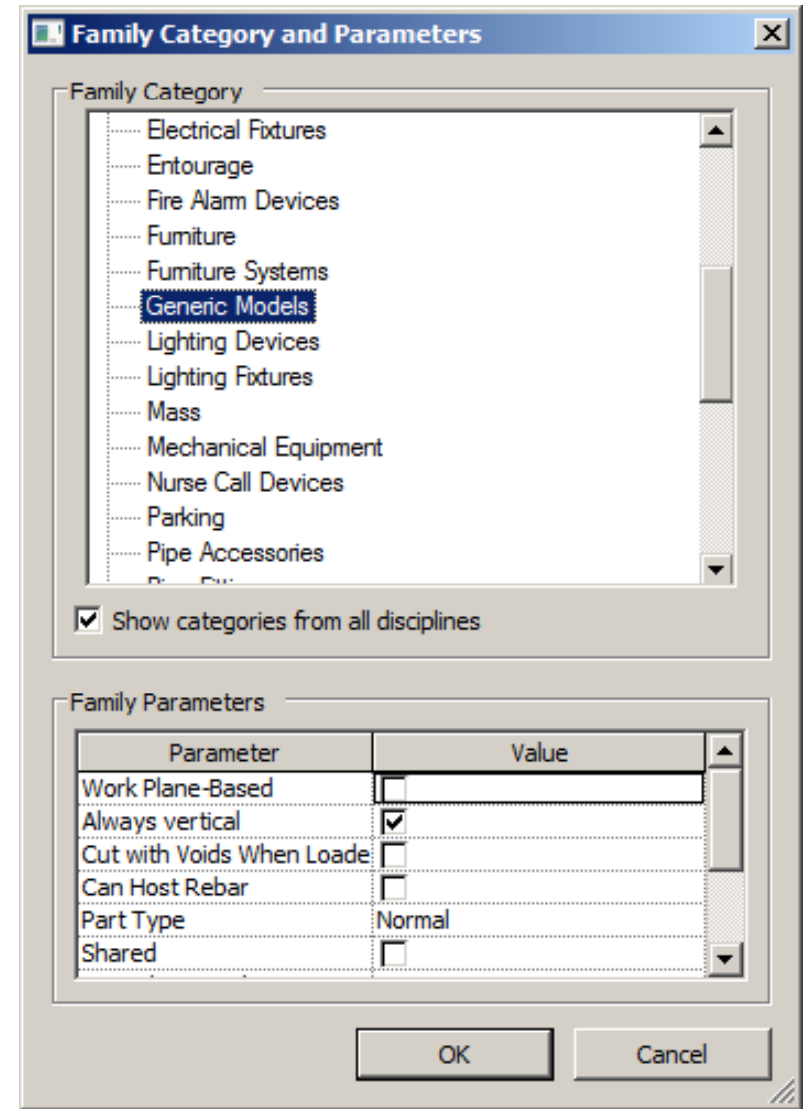 Family Category and Parameters
Family Category
Electrical Fixtures
Entourage
Fire Alarm Devices
Furniture
Furniture Systems
Generic Models
Lighting Devices
Lighting Fixtures
Mass
Mechanical Equipment
Nurse Call Devices
Parking
Pipe Accessories
Show categories from all disciplines
Family Parameters
Parameter Value
Work Plane-Based
Always vertical
Cut with Voids When Loade
Can Host Rebar
Part Type Normal
Shared
OK Cancel